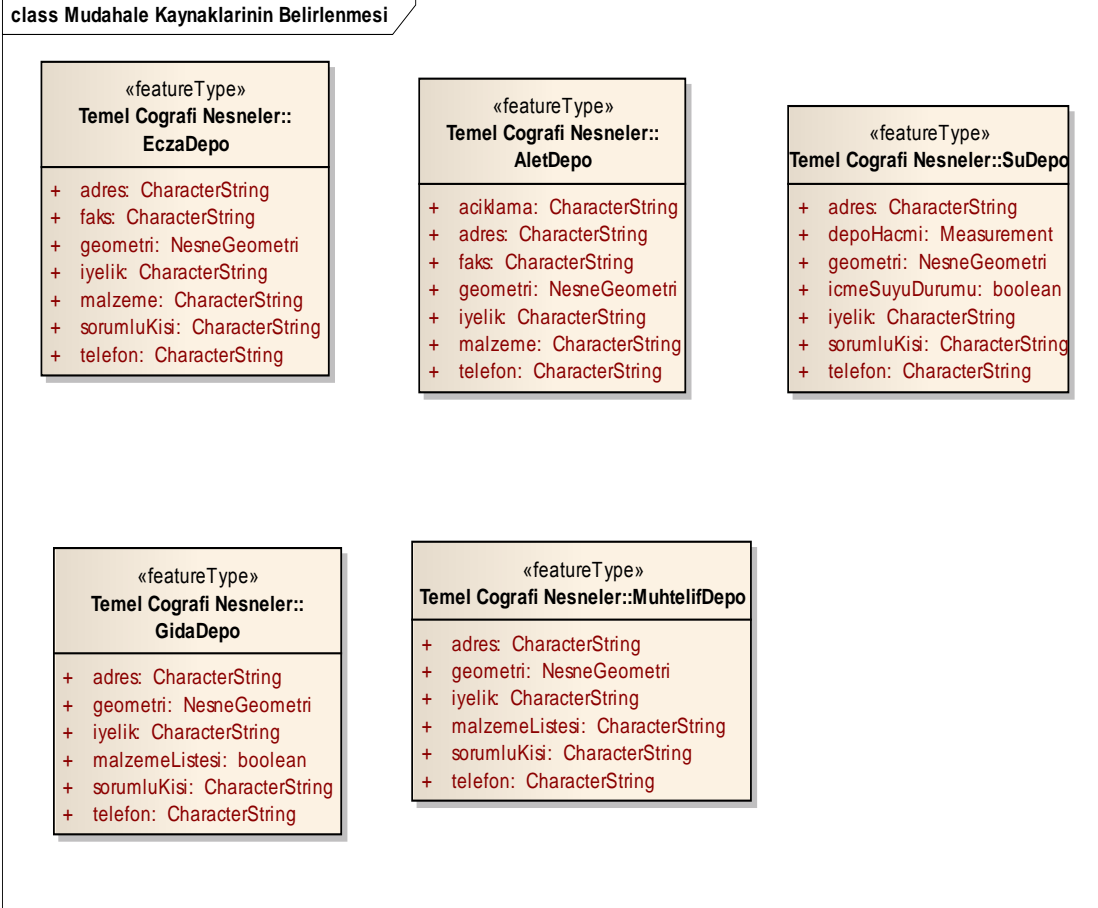 class Mudahale Kaynaklarinin Belirlenmesi
«featureType»
Temel Cografi Nesneler::
EczaDepo
+ adres: CharacterString
+ faks: CharacterString
+ geometri: NesneGeometri
+ iyelik: CharacterString
+ malzeme: CharacterString
+ sorumluKisi: CharacterString
+ telefon: CharacterString
«featureType»
Temel Cografi Nesneler::
AletDepo
+ aciklama: CharacterString
+ adres: CharacterString
+ faks: CharacterString
+ geometri: NesneGeometri
+ iyelik: CharacterString
+ malzeme: CharacterString
+ telefon: CharacterString
«featureType»
Temel Cografi Nesneler::SuDepo
+ adres: CharacterString
+ depoHacmi: Measurement
+ geometri: NesneGeometri
+ icmeSuyuDurumu: boolean
+ iyelik: CharacterString
+ sorumluKisi: CharacterString
+ telefon: CharacterString
«featureType»
Temel Cografi Nesneler::
GidaDepo
+ adres: CharacterString
+ geometri: NesneGeometri
+ iyelik: CharacterString
+ malzemeListesi: boolean
+ sorumluKisi: CharacterString
+ telefon: CharacterString
«featureType»
Temel Cografi Nesneler::MuhtelifDepo
+ adres: CharacterString
+ geometri: NesneGeometri
+ iyelik: CharacterString
+ malzemeListesi: CharacterString
+ sorumluKisi: CharacterString
+ telefon: CharacterString